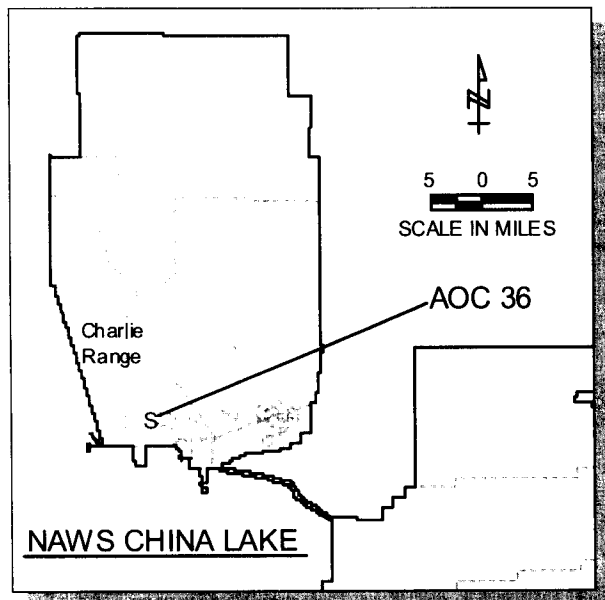 N
5 0 5
SCALE IN MILES
AOC 36
Charlie
Range
S
NAWS CHINA LAKE